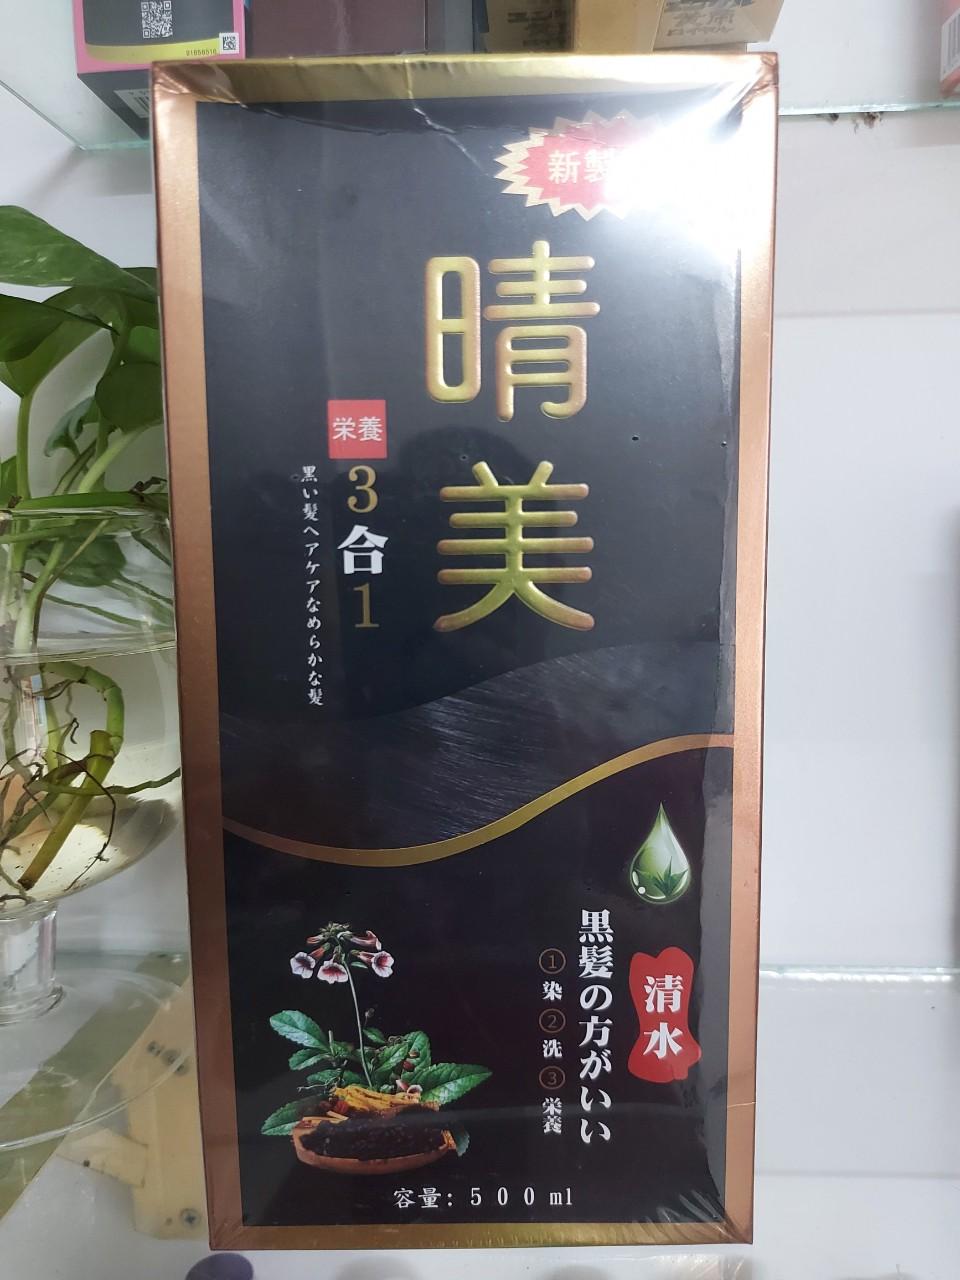 91656516
新製
晴美
栄養
3合1
黒い髪ヘアケアなめらかな髪
清水
黒髪の方がいい
①染②洗③栄養
容量: 500ml